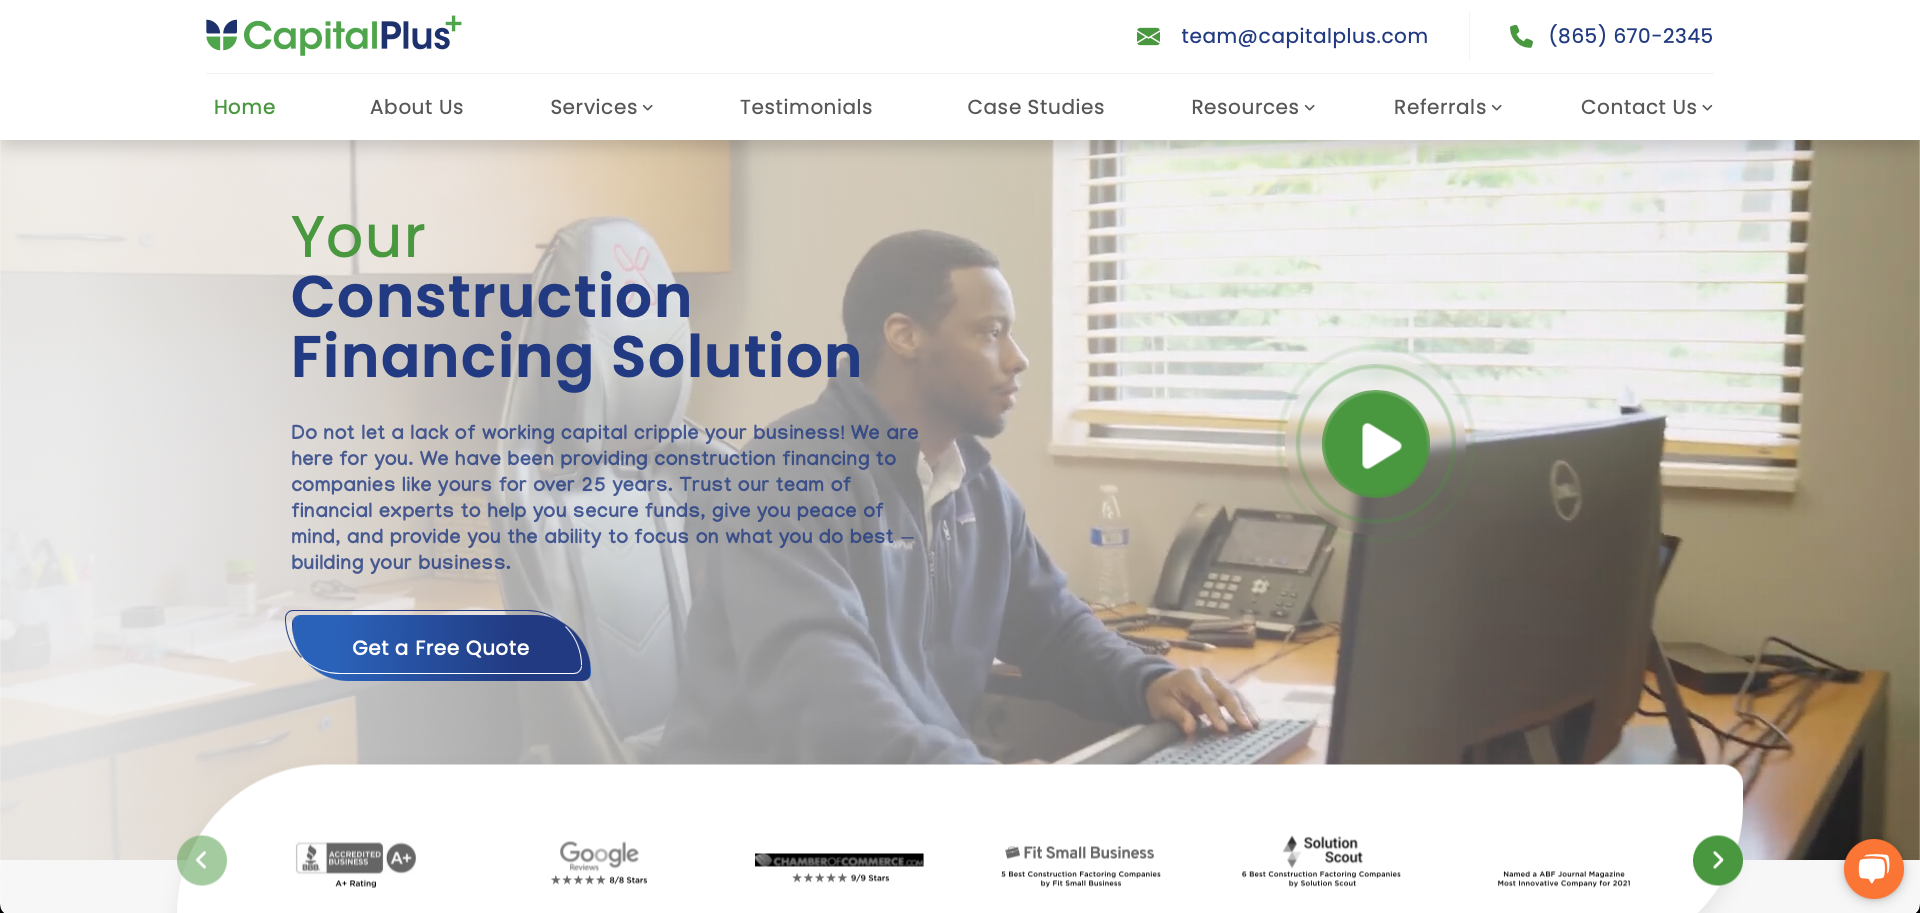 CapitalPlus+
team@capitalplus.com
(865) 670-2345
Home
About Us
Services
Testimonials
Case Studies
Resources
Referrals
Contact Us
Your
Construction
Financing Solution
Do not let a lack of working capital cripple your business! We are
here for you. We have been providing construction financing to
companies like yours for over 25 years. Trust our team of
financial experts to help you secure funds, give you peace of
mind, and provide you the ability to focus on what you do best —
building your business.
Get a Free Quote
BBB.
ACCREDITED
BUSINESS
A+
A+ Rating
Google
Reviews
8/8 Stars
CHAMBEROFCOMMERCE.COM
9/9 Stars
Fit Small Business
5 Best Construction Factoring Companies
by Fit Small Business
Solution
Scout
6 Best Construction Factoring Companies
by Solution Scout
Named a ABF Journal Magazine
Most Innovative Company for 2021